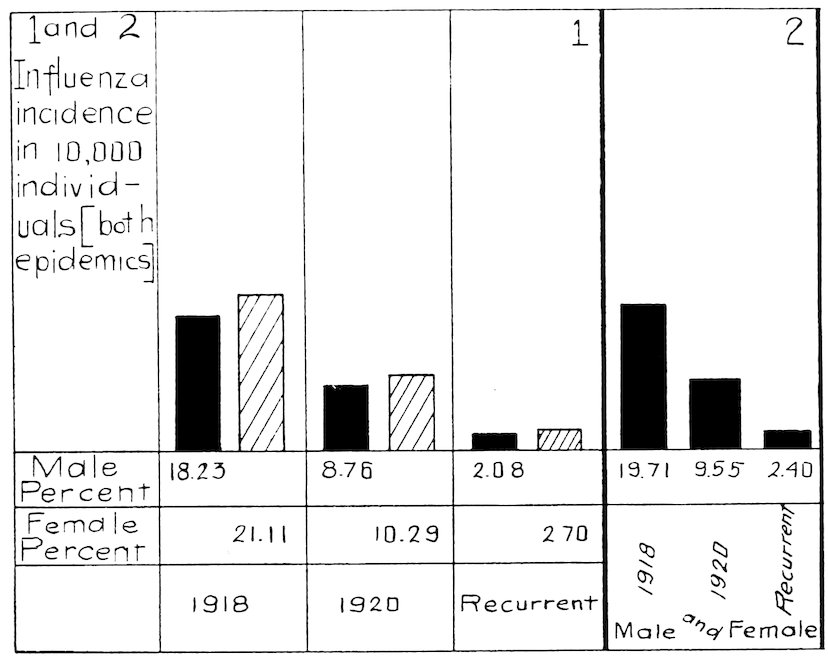 1 and 2
Influenza
incidence
in 10,000
individ-
uals [both
epidemics]
1
2
Male
Percent
18.23
8.76
2.08
19.71
9.55
2.40
Female
Percent
21.11
10.29
2 70
1918
1920
Recurrent
1918
1920
Recurrent
Male and Female